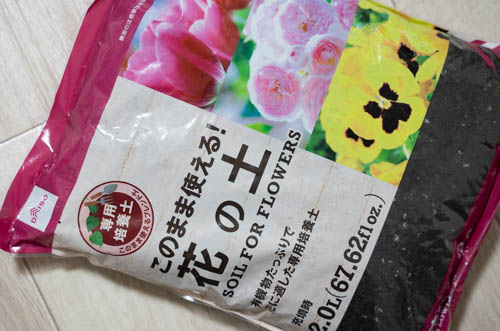 このまま使える!
花の土
SOIL FOR FLOWERS
有機物たっぷりで
に適した専用培養土
2.0L(67.62fl oz.)
専用
培養土
DAISO